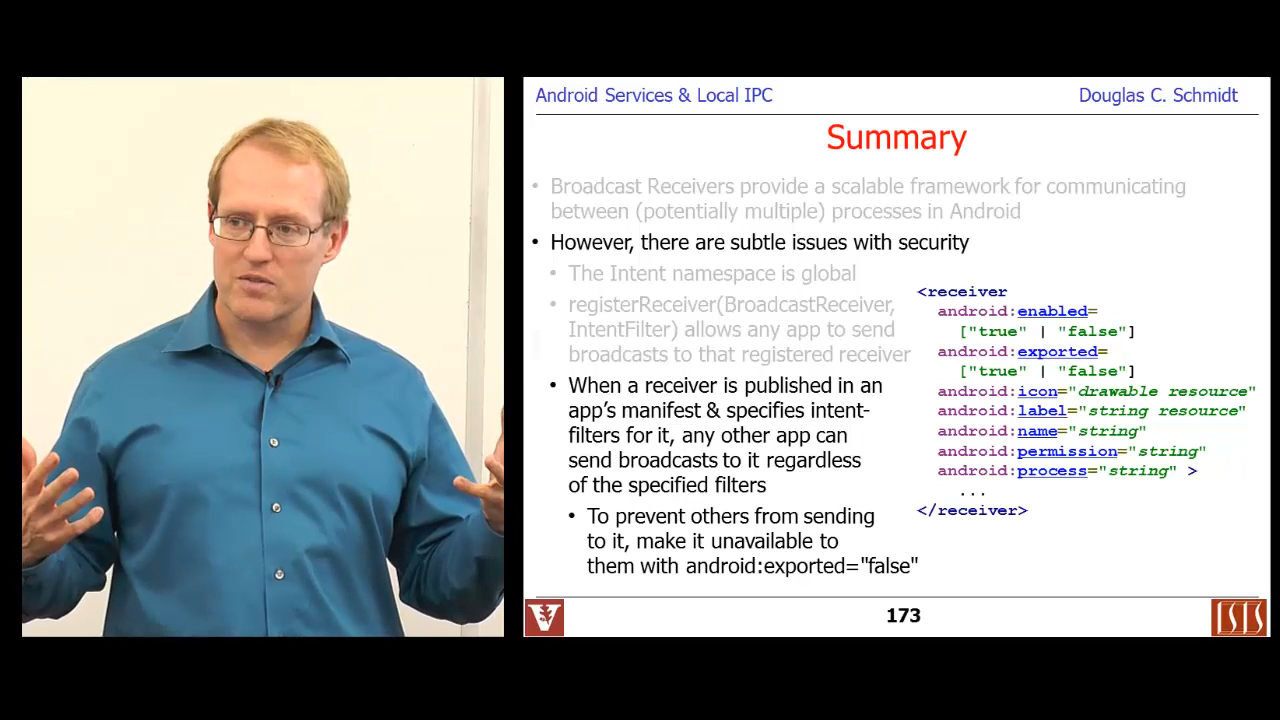 Android Services & Local IPC
Douglas C. Schmidt
Summary
• Broadcast Receivers provide a scalable framework for communicating
between (potentially multiple) processes in Android
• However, there are subtle issues with security
• The Intent namespace is global
• registerReceiver(BroadcastReceiver,
IntentFilter) allows any app to send
broadcasts to that registered receiver
• When a receiver is published in an
app's manifest & specifies intent-
filters for it, any other app can
send broadcasts to it regardless
of the specified filters
• To prevent others from sending
to it, make it unavailable to
them with android:exported="false"
<receiver
android:enabled=
["true" | "false"]
android:exported=
["true" | "false"]
android:icon="drawable resource"
android:label="string resource"
android:name="string"
android:permission="string"
android:process="string" >
...
</receiver>
V
173
ISIS